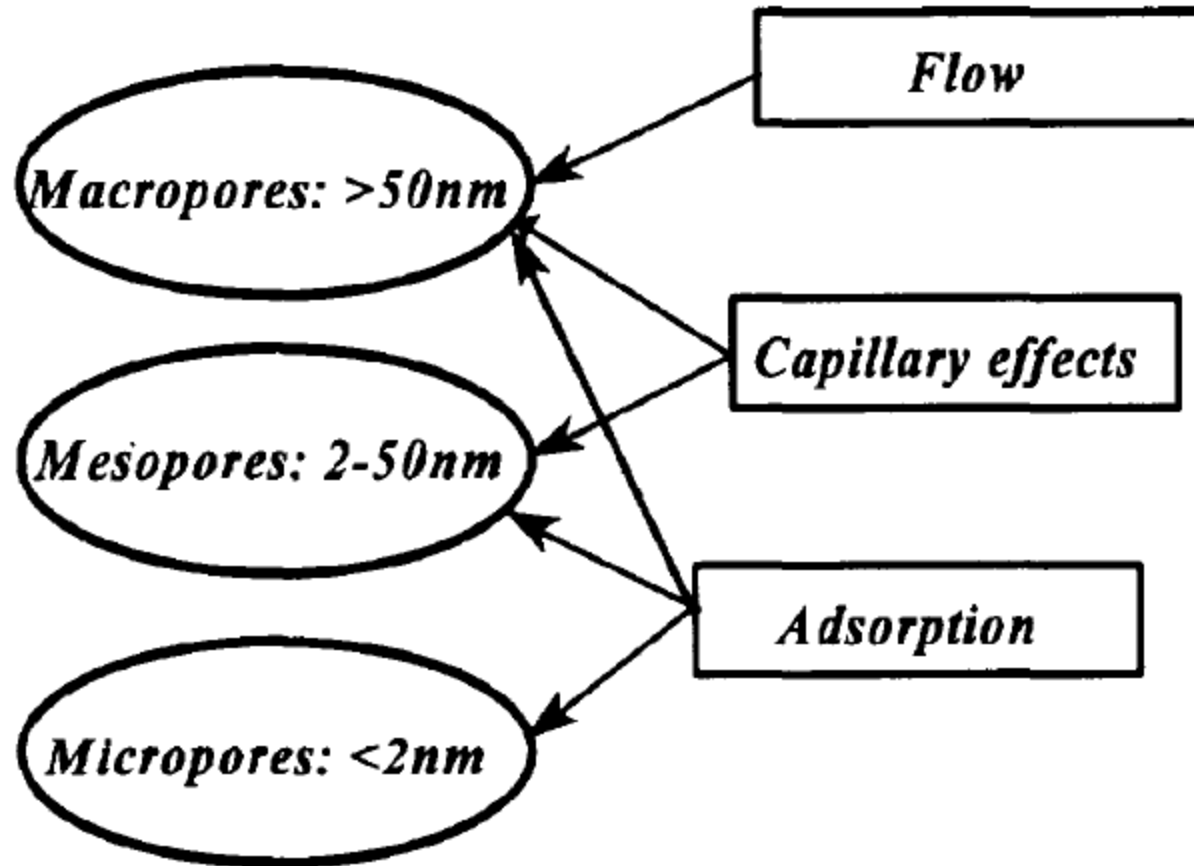 Flow
Macropores: >50nm
Capillary effects
Mesopores: 2-50nm
Adsorption
Micropores: <2nm